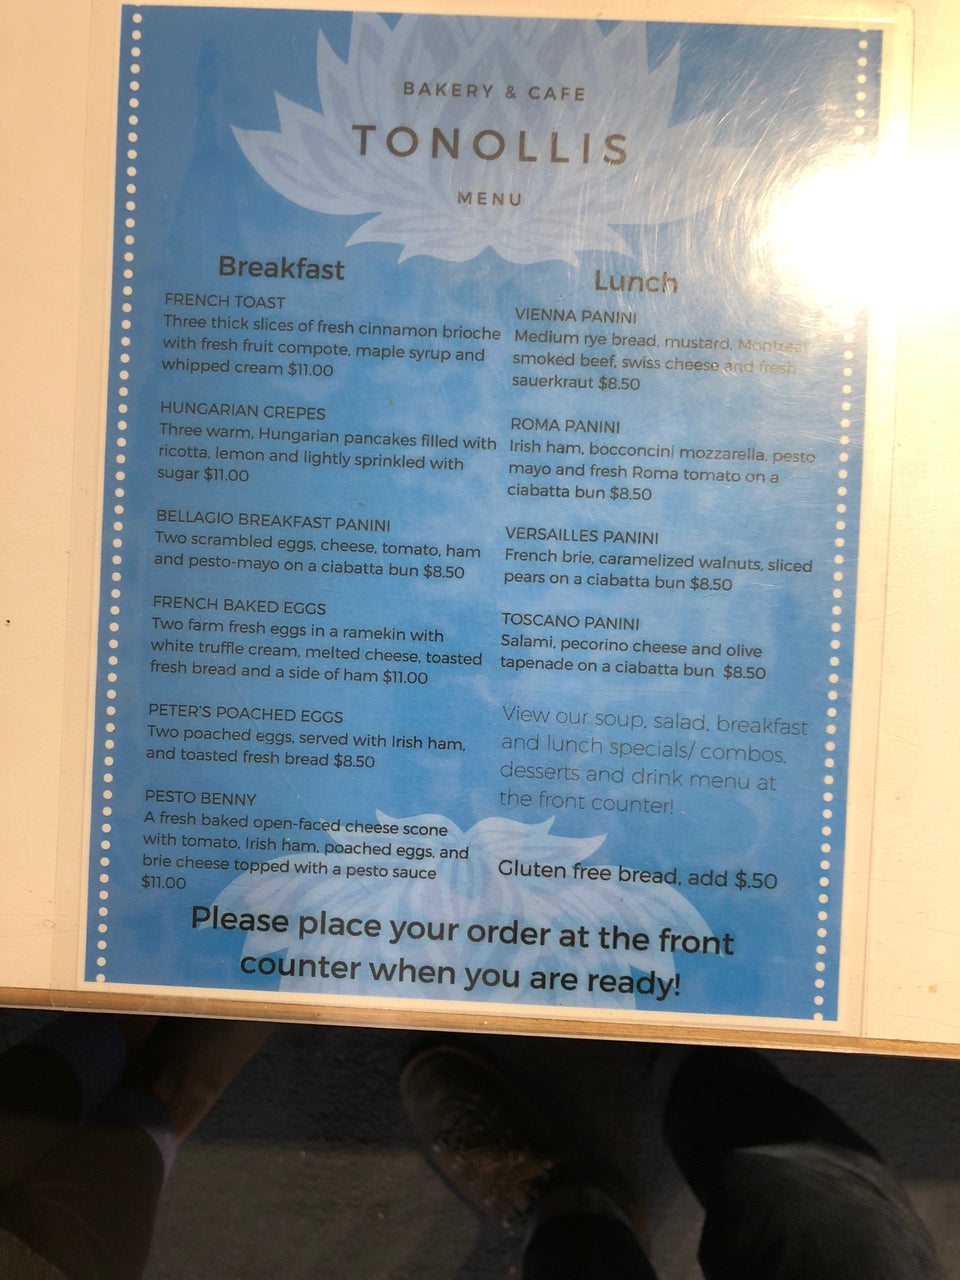 BAKERY & CAFE
TONOLLIS
MENU
Breakfast
FRENCH TOAST
Three thick slices of fresh cinnamon brioche
with fresh fruit compote, maple syrup and
whipped cream $11.00
HUNGARIAN CREPES
Three warm, Hungarian pancakes filled with
ricotta, lemon and lightly sprinkled with
sugar $11.00
BELLAGIO BREAKFAST PANINI
Two scrambled eggs, cheese, tomato, ham
and pesto-mayo on a ciabatta bun $8.50
FRENCH BAKED EGGS
Two farm fresh eggs in a ramekin with
white truffle cream, melted cheese, toasted
fresh bread and a side of ham $11.00
PETER'S POACHED EGGS
Two poached eggs, served with Irish ham,
and toasted fresh bread $8.50
PESTO BENNY
A fresh baked open-faced cheese scone
with tomato, Irish ham, poached eggs, and
brie cheese topped with a pesto sauce
$11.00
Lunch
VIENNA PANINI
Medium rye bread, mustard, Montreal
smoked beef, swiss cheese and fresh
sauerkraut $8.50
ROMA PANINI
Irish ham, bocconcini mozzarella, pesto
mayo and fresh Roma tomato on a
ciabatta bun $8.50
VERSAILLES PANINI
French brie, caramelized walnuts, sliced
pears on a ciabatta bun $8.50
TOSCANO PANINI
Salami, pecorino cheese and olive
tapenade on a ciabatta bun $8.50
View our soup, salad, breakfast
and lunch specials/ combos,
desserts and drink menu at
the front counter!
Gluten free bread, add $.50
Please place your order at the front
counter when you are ready!